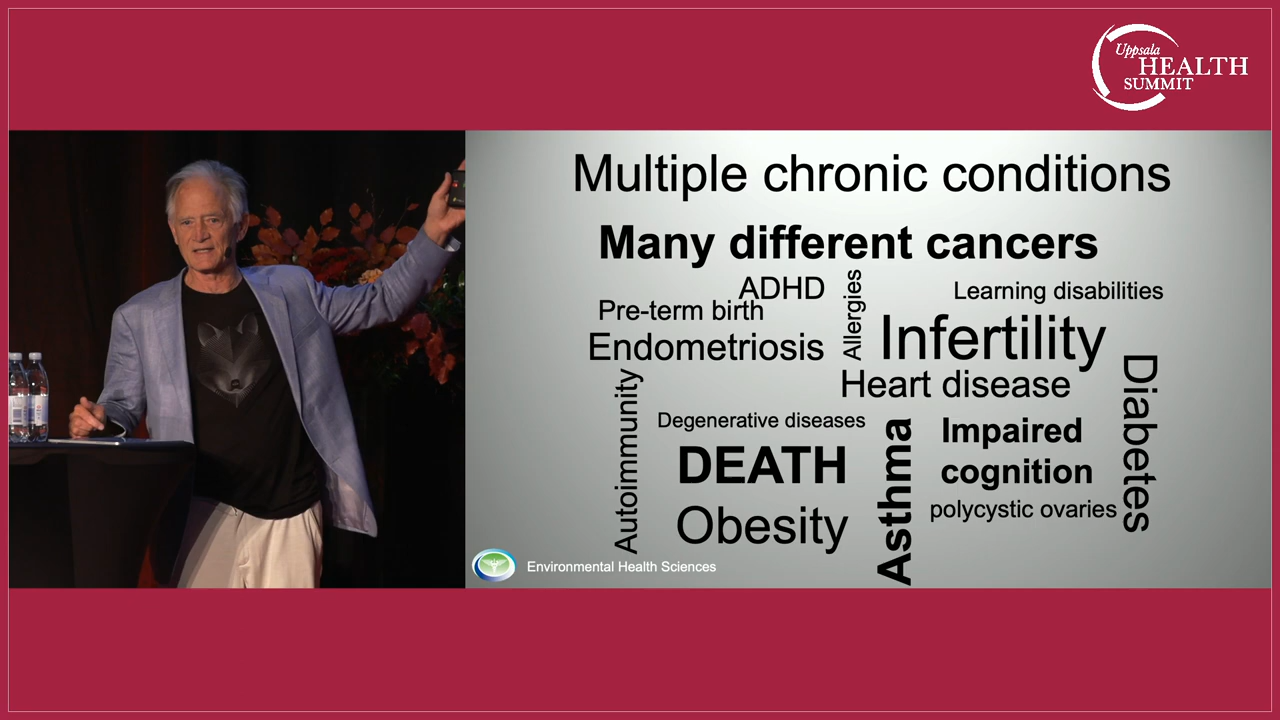 Uppsala
HEALTH
SUMMIT
Multiple chronic conditions
Many different cancers
ADHD
Allergies
Learning disabilities
Pre-term birth
Endometriosis
Infertility
Heart disease
Diabetes
Autoimmunity
Degenerative diseases
DEATH
Asthma
Impaired
cognition
polycystic ovaries
Obesity
Environmental Health Sciences